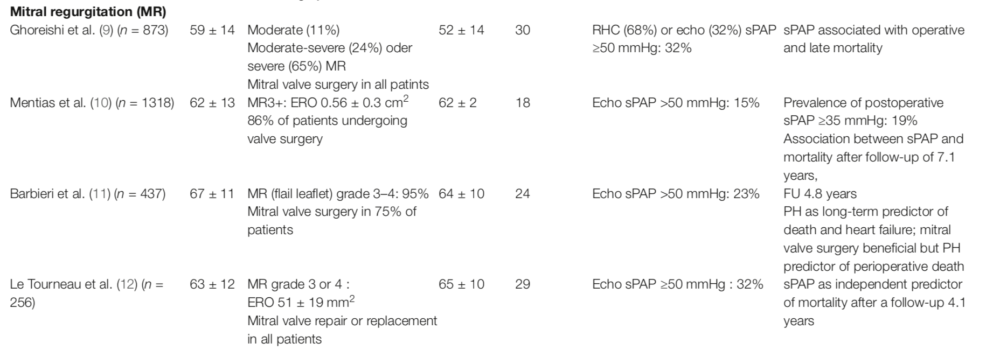 Mitral regurgitation (MR)
Ghoreishi et al. (9) (n = 873) 59 ± 14 Moderate (11%) 52 ± 14 30 RHC (68%) or echo (32%) sPAP sPAP associated with operative
Moderate-severe (24%) oder ≥50 mmHg: 32% and late mortality
severe (65%) MR
Mitral valve surgery in all patints
Mentias et al. (10) (n = 1318) 62 ± 13 MR3+: ERO 0.56 ± 0.3 cm2 62 ± 2 18 Echo sPAP >50 mmHg: 15% Prevalence of postoperative
86% of patients undergoing sPAP ≥35 mmHg: 19%
valve surgery Association between sPAP and
mortality after follow-up of 7.1
years,
Barbieri et al. (11) (n = 437) 67 ± 11 MR (flail leaflet) grade 3–4: 95% 64 ± 10 24 Echo sPAP >50 mmHg: 23% FU 4.8 years
Mitral valve surgery in 75% of PH as long-term predictor of
patients death and heart failure; mitral
valve surgery beneficial but PH
predictor of perioperative death
Le Tourneau et al. (12) (n = 63 ± 12 MR grade 3 or 4 : 65 ± 10 29 Echo sPAP ≥50 mmHg : 32% sPAP as independent predictor
256) ERO 51 ± 19 mm2 of mortality after a follow-up 4.1
Mitral valve repair or replacement years
in all patients